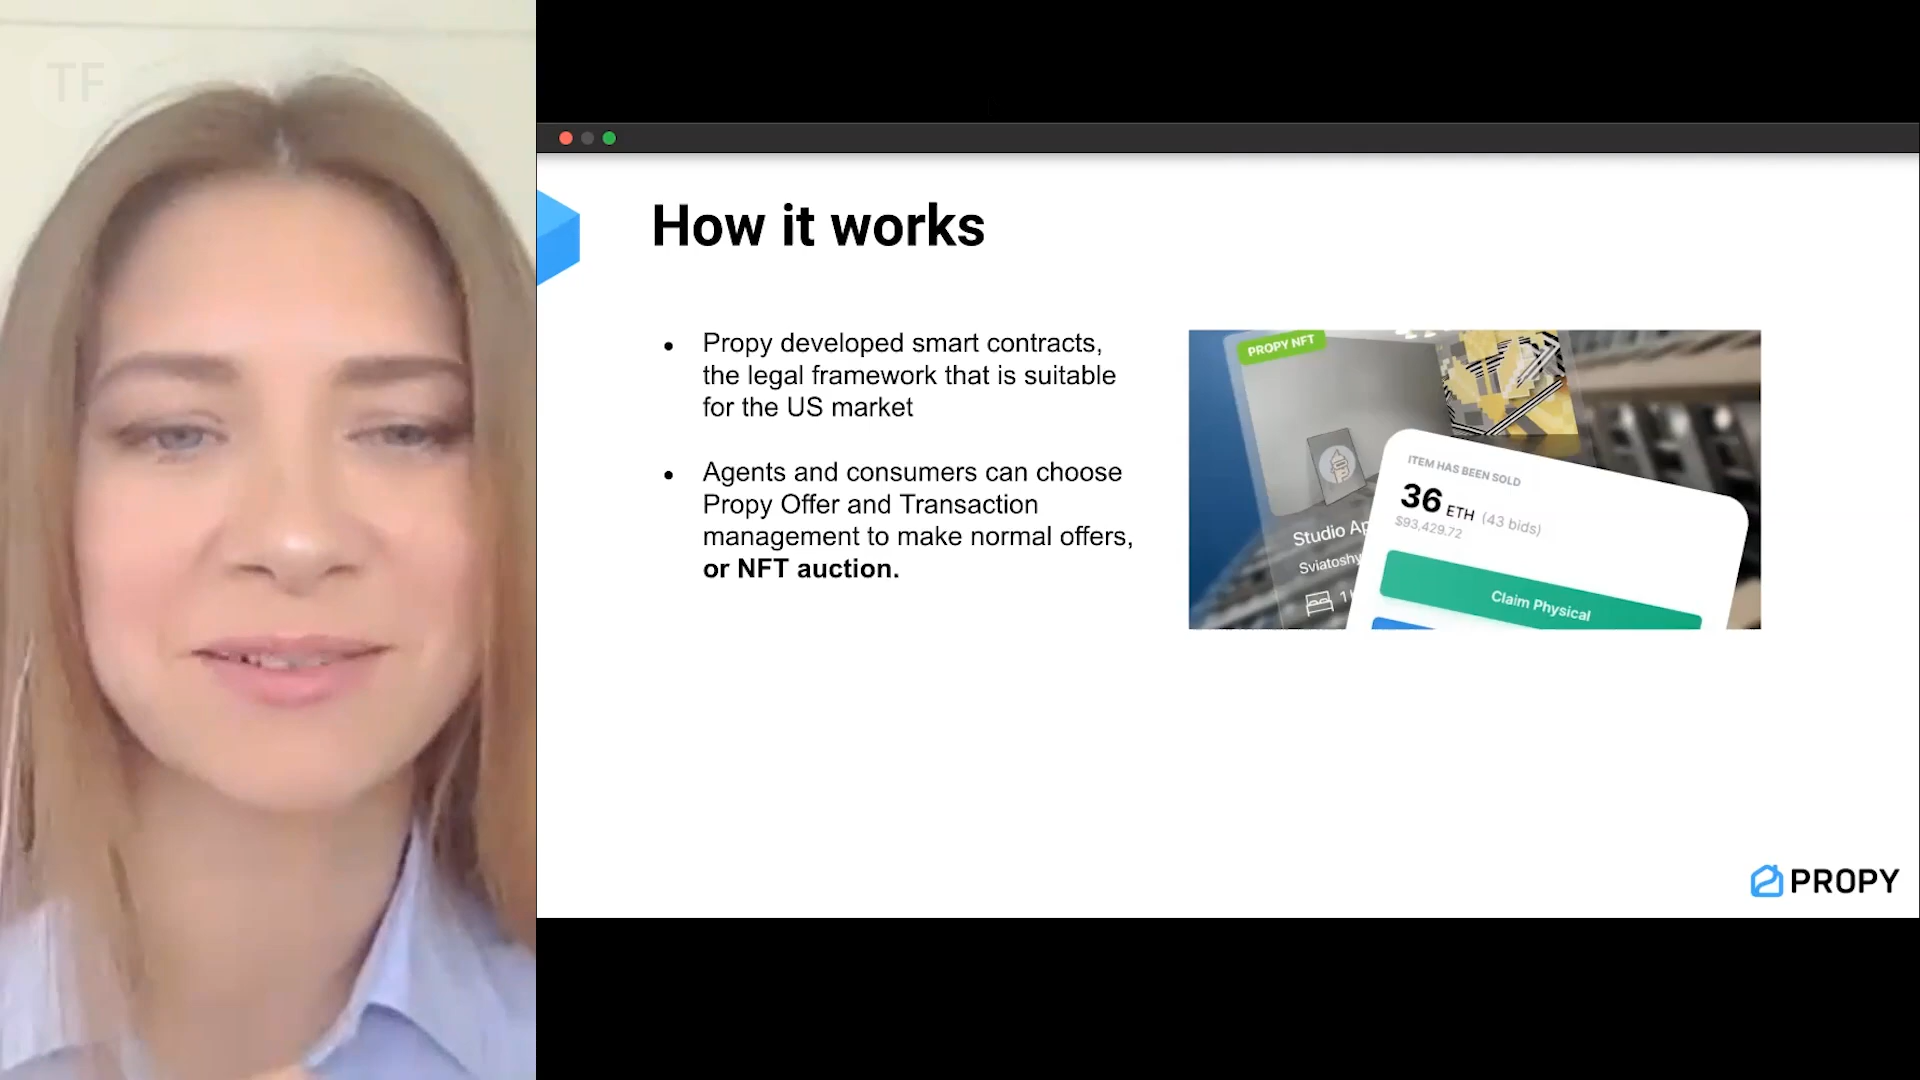 TF
How it works
Propy developed smart contracts,
the legal framework that is suitable
for the US market
Agents and consumers can choose
Propy Offer and Transaction
management to make normal offers,
or NFT auction.
PROPY NFT
Studio Ap
Sviatoshy
1
ITEM HAS BEEN SOLD
36 ETH (43 bids)
$93,429.72
Claim Physical
PROPY